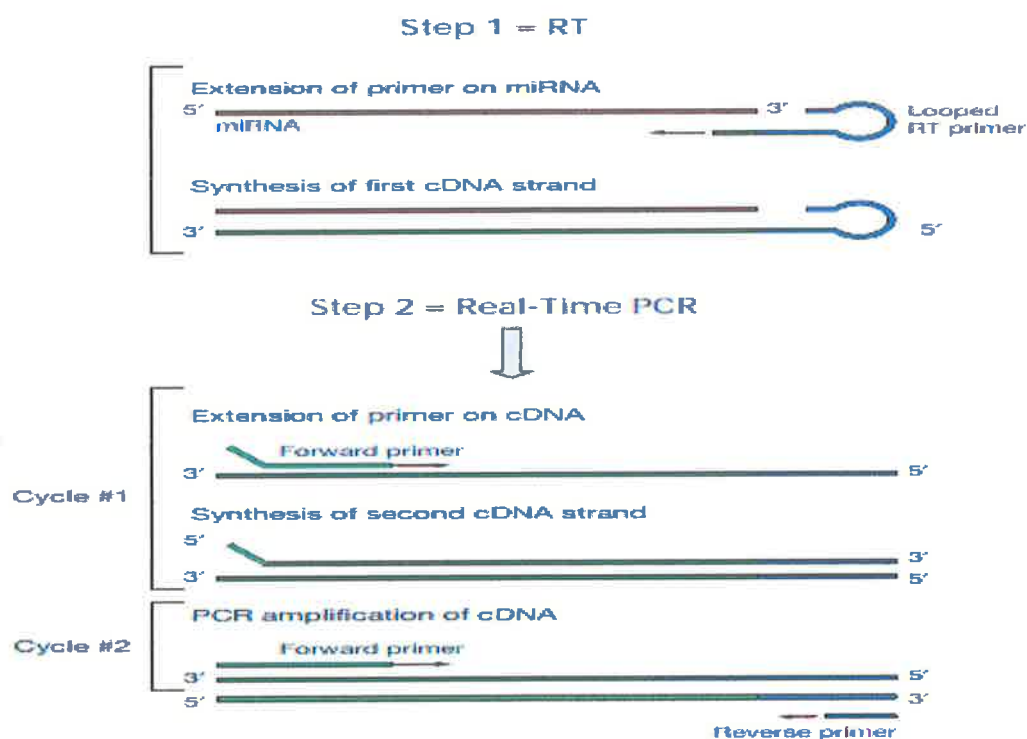 Step 1 = RT
Extension of primer on miRNA
5′ 3′
miRNA
Looped
RT primer
Synthesis of first cDNA strand
3′ 5′
Step 2 = Real-Time PCR
Extension of primer on cDNA
Forward primer
3′ 5′
Cycle #1
Synthesis of second cDNA strand
5′
3′
3′ 5′
PCR amplification of cDNA
Cycle #2
Forward primer
3′ 5′
5′ 3′
Reverse primer